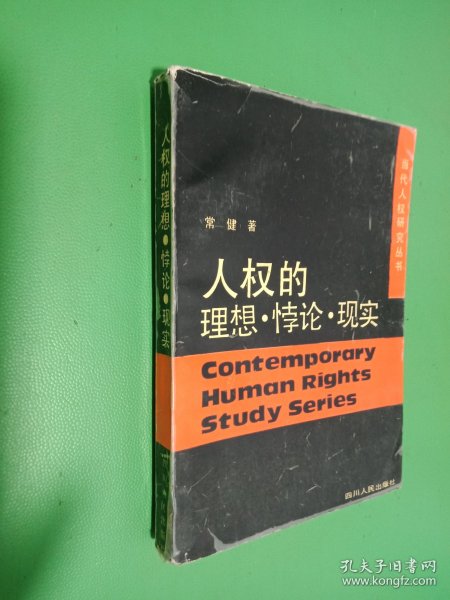 人权的理想·悖论·现实
当代人权研究丛书
常健 著
人权的
理想·悖论·现实
Contemporary
Human Rights
Study Series
四川人民出版社
孔夫子旧书网
www.kongfz.com